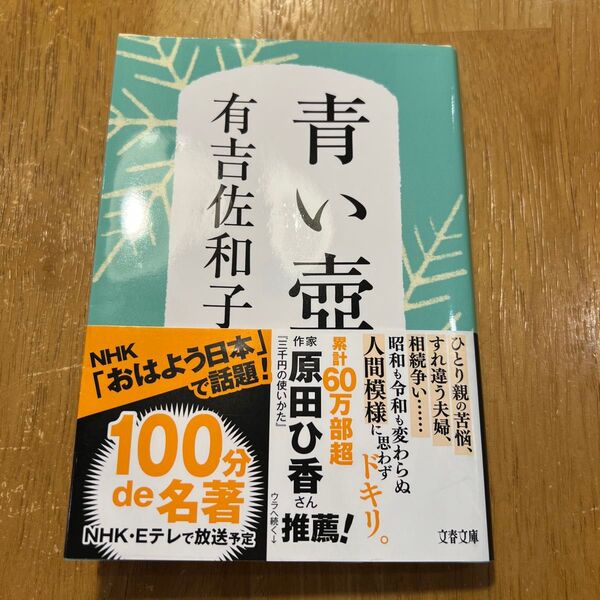 青い壺
有吉佐和子
ひとり親の苦悩、
すれ違う夫婦、
相続争い……
昭和も令和も変わらぬ
人間模様に思わず
ドキリ。
累計60万部超
作家
原田ひ香さん
『三千円の使いかた』
推薦!
ウラへ続く↓
NHK
「おはよう日本」
で話題!
100分
de名著
NHK・Eテレで放送予定
文春文庫